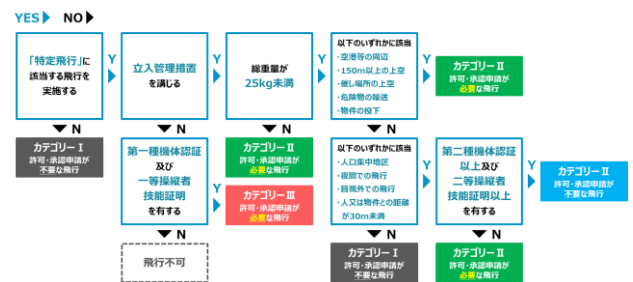 YES▶ NO▶
「特定飛行」に
該当する飛行を
実施する
Y
立入管理措置
を講じる
Y
総重量が
25kg未満
Y
以下のいずれかに該当
・空港等の周辺
・150m以上の上空
・催し場所の上空
・危険物の輸送
・物件の投下
Y
カテゴリーⅡ
許可・承認申請が
必要な飛行
▼ N
▼ N
▼ N
▼ N
カテゴリーⅠ
許可・承認申請が
不要な飛行
第一種機体認証
及び
一等操縦者
技能証明
を有する
Y
カテゴリーⅡ
許可・承認申請が
必要な飛行
カテゴリーⅢ
許可・承認申請が
必要な飛行
以下のいずれかに該当
・人口集中地区
・夜間での飛行
・目視外での飛行
・人又は物件との距離
が30m未満
Y
第二種機体認証
以上及び
二等操縦者
技能証明以上
を有する
Y
カテゴリーⅡ
許可・承認申請が
不要な飛行
▼ N
▼ N
▼ N
飛行不可
カテゴリーⅠ
許可・承認申請が
不要な飛行
カテゴリーⅡ
許可・承認申請が
必要な飛行